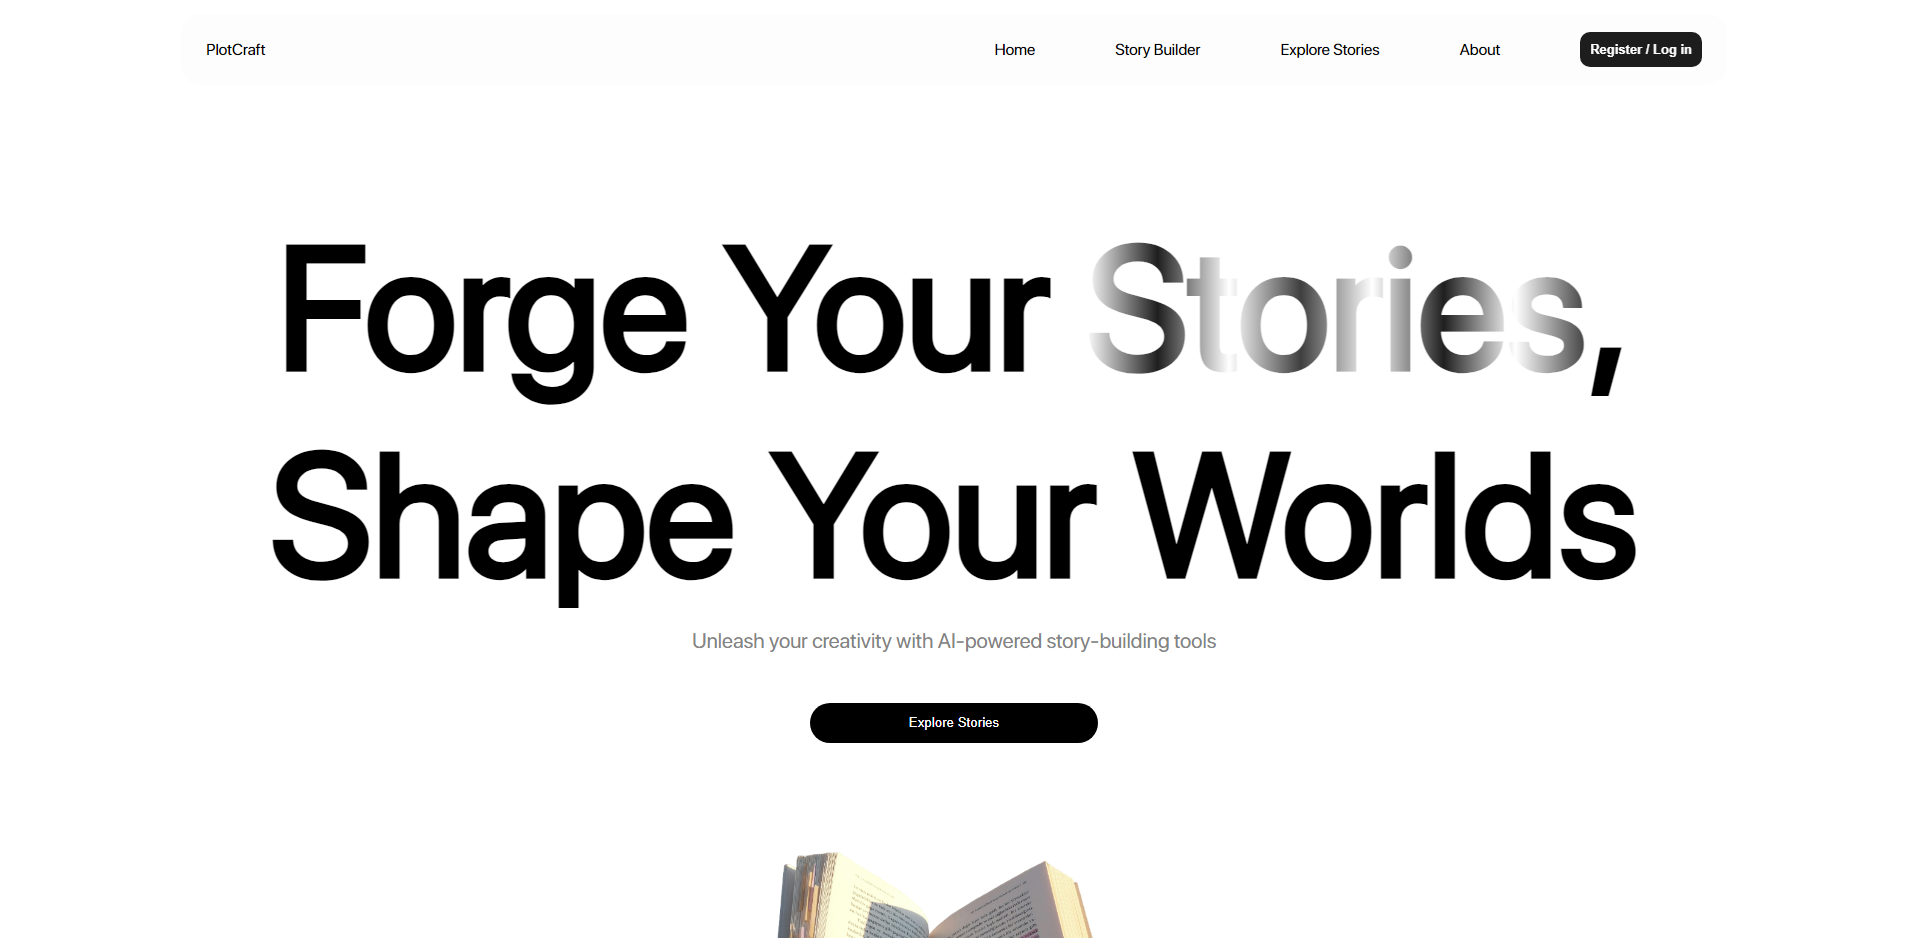 PlotCraft
Home
Story Builder
Explore Stories
About
Register / Log in
Forge Your Stories,
Shape Your Worlds
Unleash your creativity with AI-powered story-building tools
Explore Stories